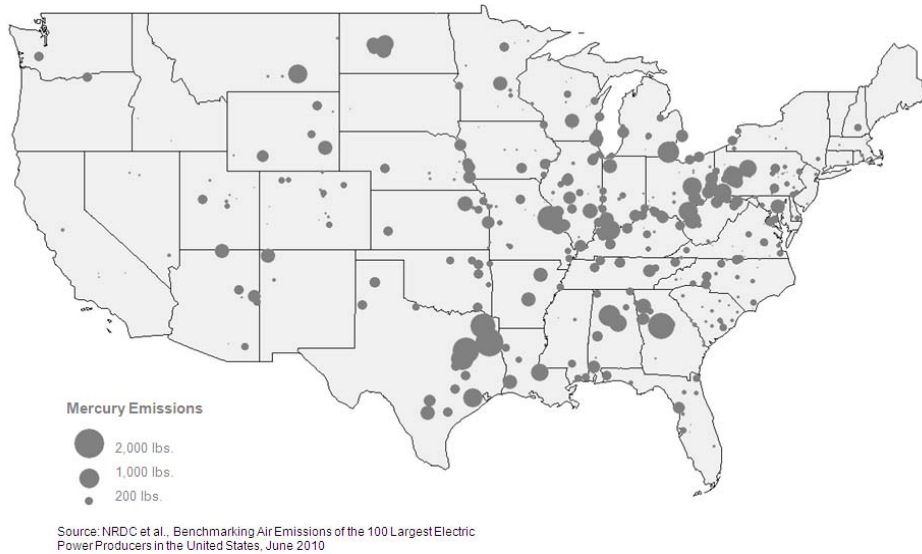 Mercury Emissions
2,000 lbs.
1,000 lbs.
200 lbs.
Source: NRDC et al., Benchmarking Air Emissions of the 100 Largest Electric
Power Producers in the United States, June 2010